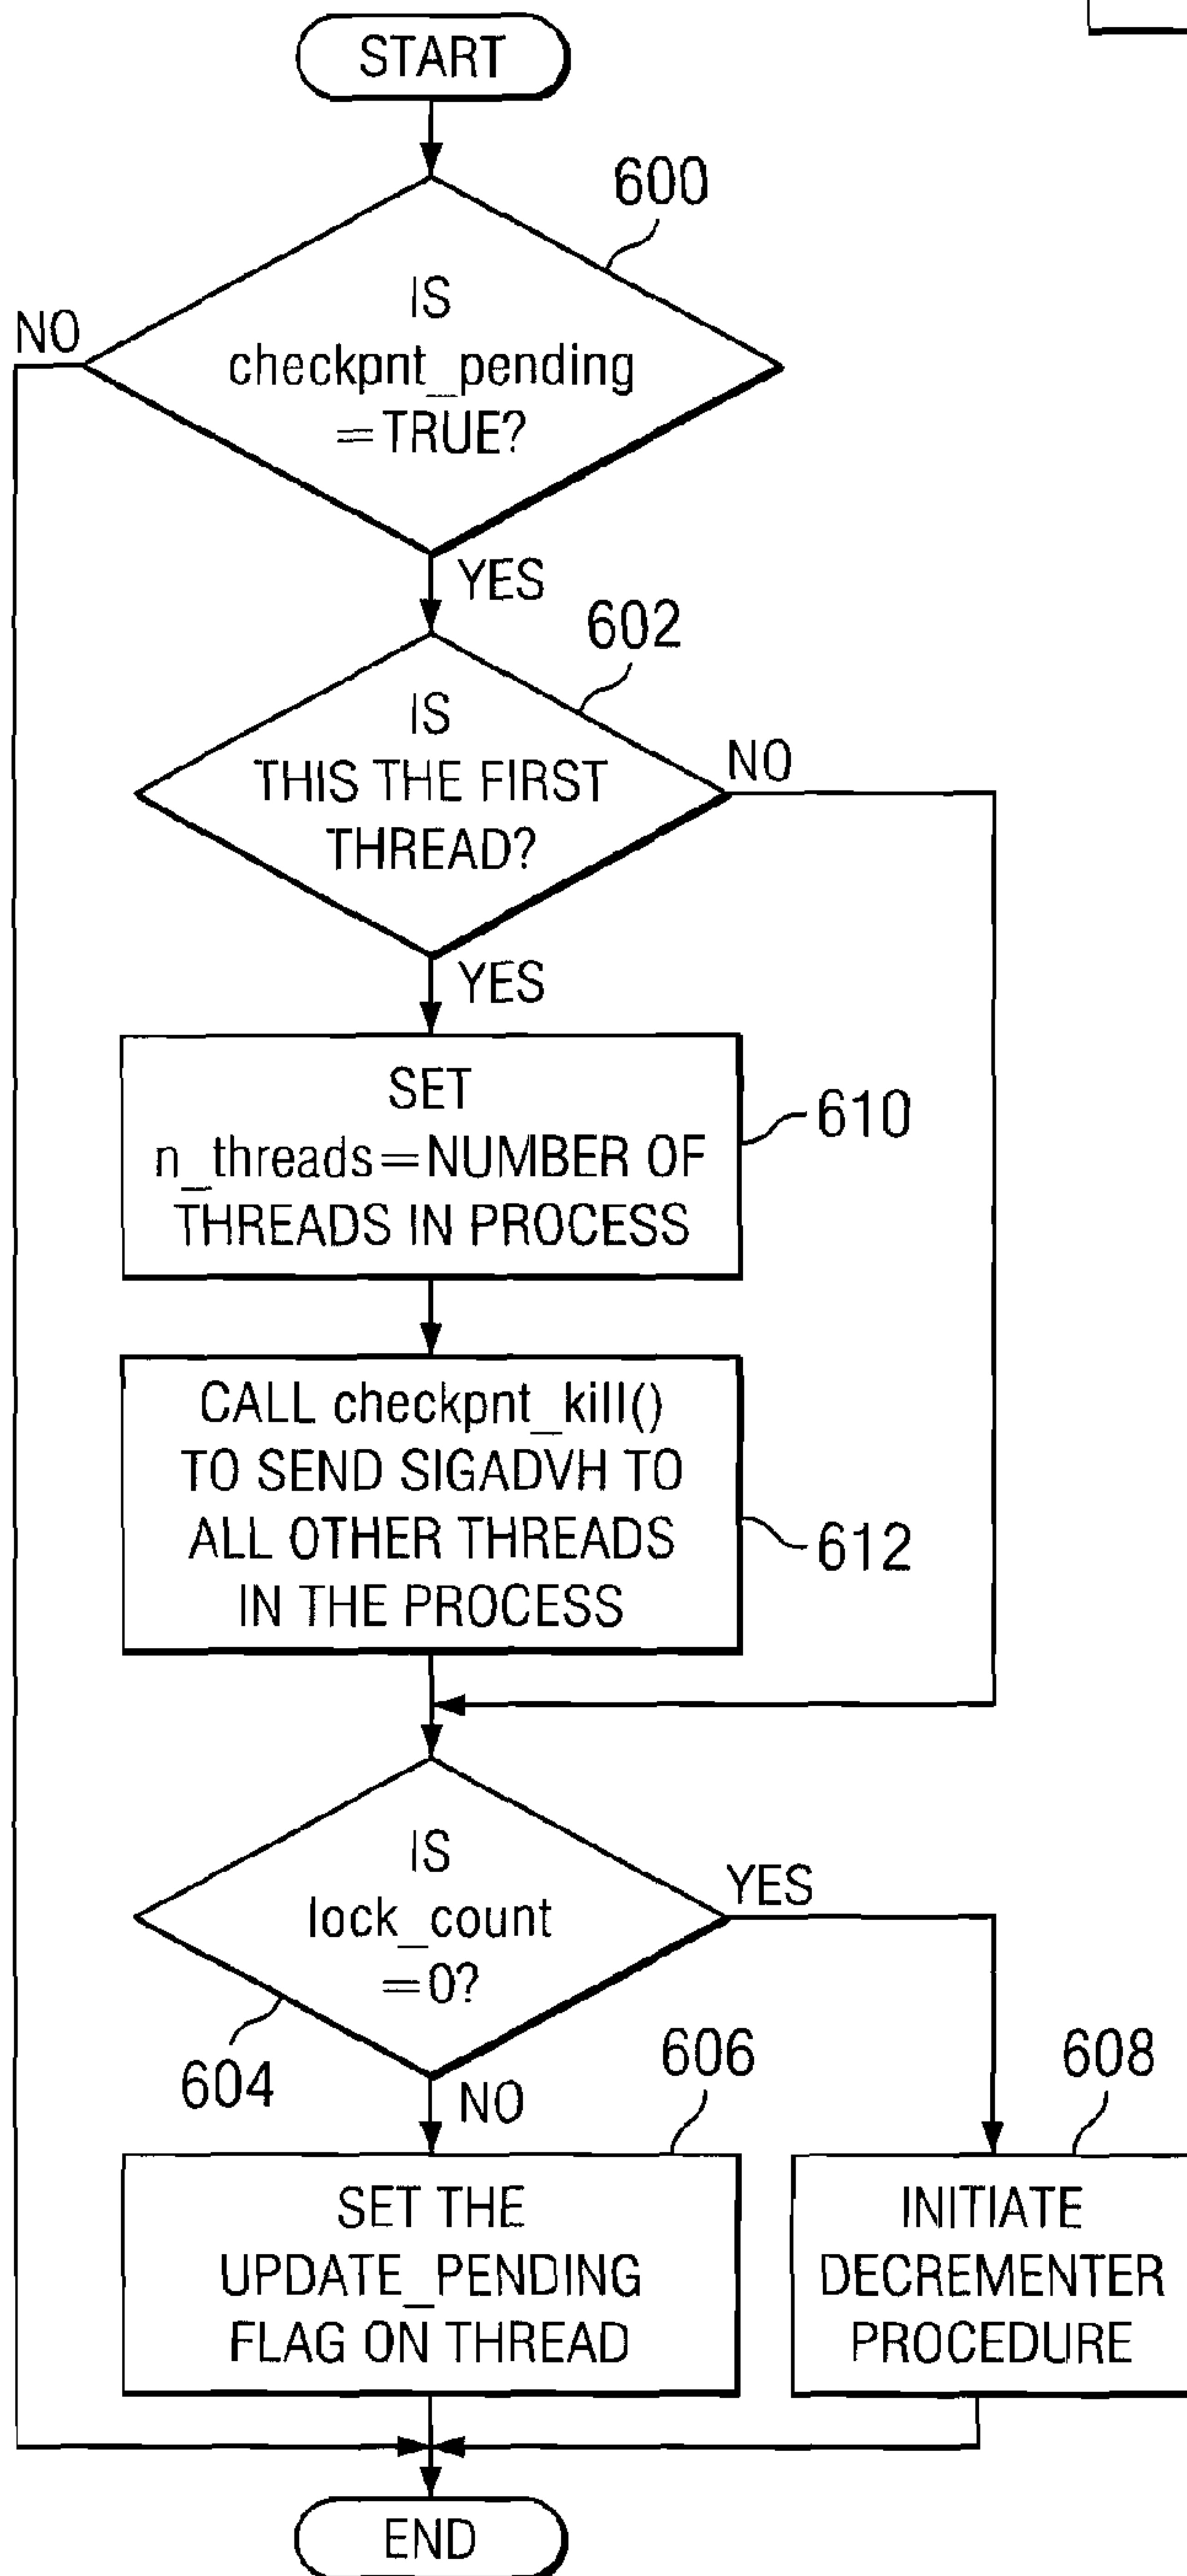 START
600
IS
NO
checkpnt_pending
=TRUE?
YES
602
IS
NO
THIS THE FIRST
THREAD?
YES
SET
610
n_threads=NUMBER OF
THREADS IN PROCESS
CALL checkpnt_kill()
TO SEND SIGADVH TO
ALL OTHER THREADS
612
IN THE PROCESS
IS
YES
lock_count
=0?
604
606
608
NO
SET THE
UPDATE_PENDING
FLAG ON THREAD
INITIATE
DECREMENTER
PROCEDURE
END